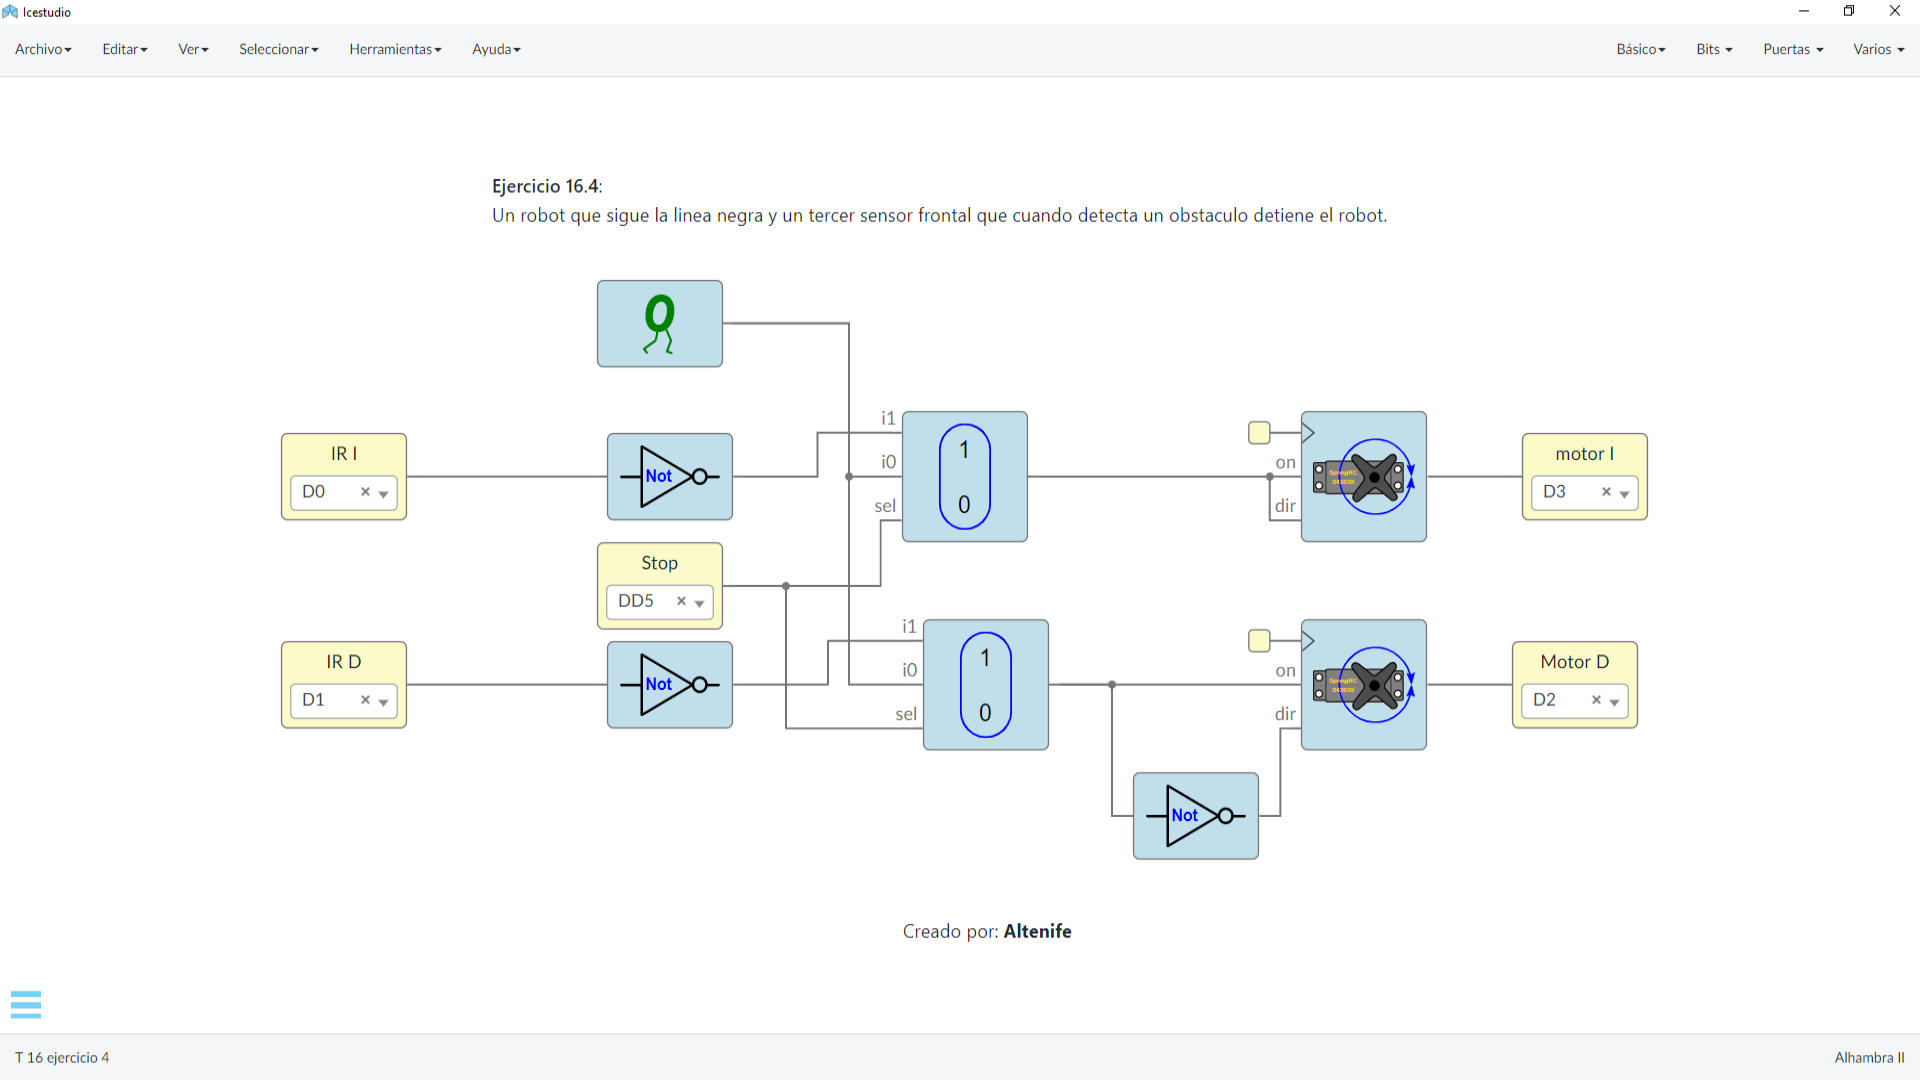 Icestudio
Archivo Editar Ver Seleccionar Herramientas Ayuda Básico Bits Puertas Varios
Ejercicio 16.4:
Un robot que sigue la linea negra y un tercer sensor frontal que cuando detecta un obstaculo detiene el robot.
0
IR I
D0 ×
Not
i1
i0
sel
1
0
on
dir
motor I
D3 ×
Stop
DD5 ×
IR D
D1 ×
Not
i1
i0
sel
1
0
on
dir
Motor D
D2 ×
Not
Creado por: Altenife
T 16 ejercicio 4
Alhambra II